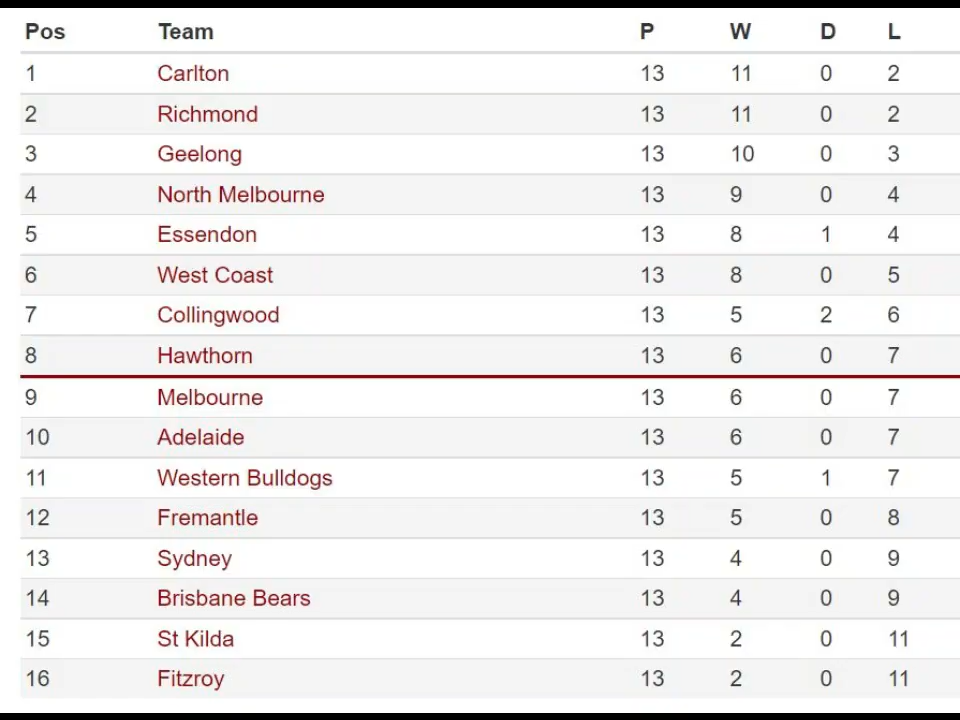 Pos Team P W D L
1 Carlton 13 11 0 2
2 Richmond 13 11 0 2
3 Geelong 13 10 0 3
4 North Melbourne 13 9 0 4
5 Essendon 13 8 1 4
6 West Coast 13 8 0 5
7 Collingwood 13 5 2 6
8 Hawthorn 13 6 0 7
9 Melbourne 13 6 0 7
10 Adelaide 13 6 0 7
11 Western Bulldogs 13 5 1 7
12 Fremantle 13 5 0 8
13 Sydney 13 4 0 9
14 Brisbane Bears 13 4 0 9
15 St Kilda 13 2 0 11
16 Fitzroy 13 2 0 11